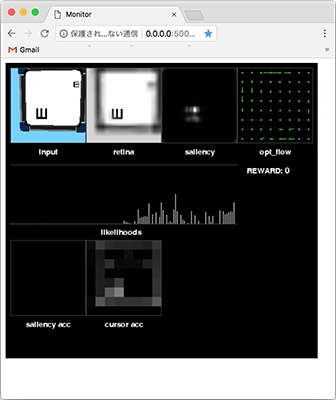 Monitor
保護され...ない通信
0.0.0.0:500...
Gmail
E
E
input
retina
saliency
opt_flow
REWARD: 0
likelihoods
saliency acc
cursor acc